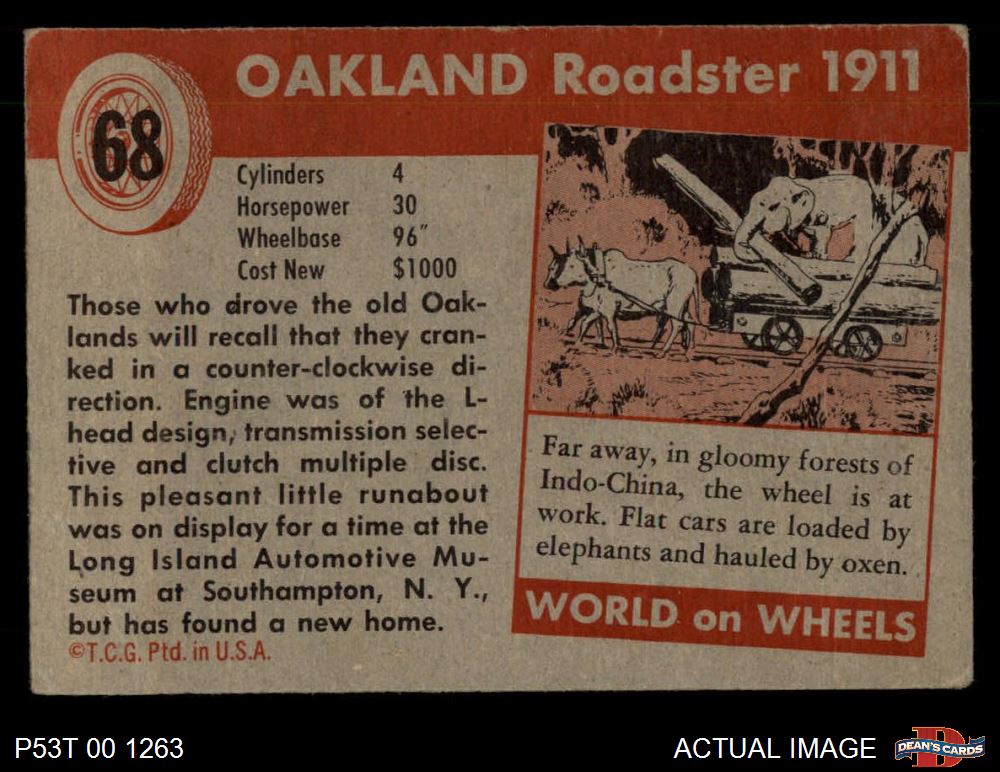 68
OAKLAND Roadster 1911
Cylinders 4
Horsepower 30
Wheelbase 96"
Cost New $1000
Those who drove the old Oak-
lands will recall that they cran-
ked in a counter-clockwise di-
rection. Engine was of the L-
head design, transmission selec-
tive and clutch multiple disc.
This pleasant little runabout
was on display for a time at the
Long Island Automotive Mu-
seum at Southampton, N. Y.,
but has found a new home.
©T.C.G. Ptd. in U.S.A.
Far away, in gloomy forests of
Indo-China, the wheel is at
work. Flat cars are loaded by
elephants and hauled by oxen.
WORLD on WHEELS
P53T 00 1263
ACTUAL IMAGE
D
DEAN'S CARDS